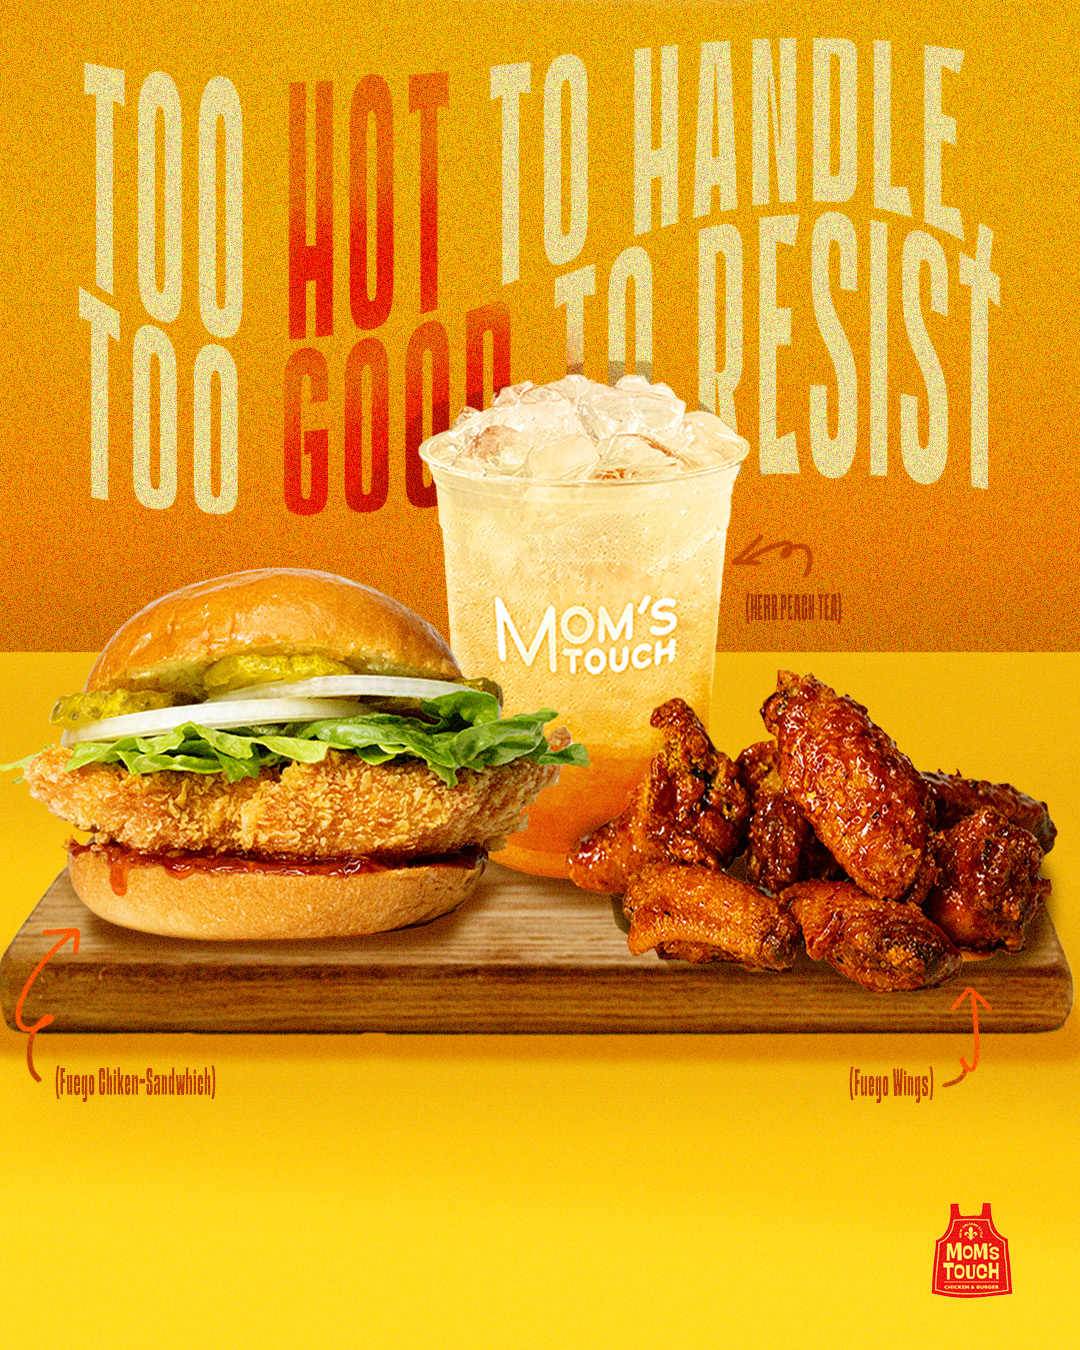 TOO HOT TO HANDLE
TOO GOOD TO RESIST
MOM'S
TOUCH
(HERB PEACH TEA)
(Fuego Chiken-Sandwhich)
(Fuego Wings)
MOM'S
TOUCH
CHICKEN & BURGER